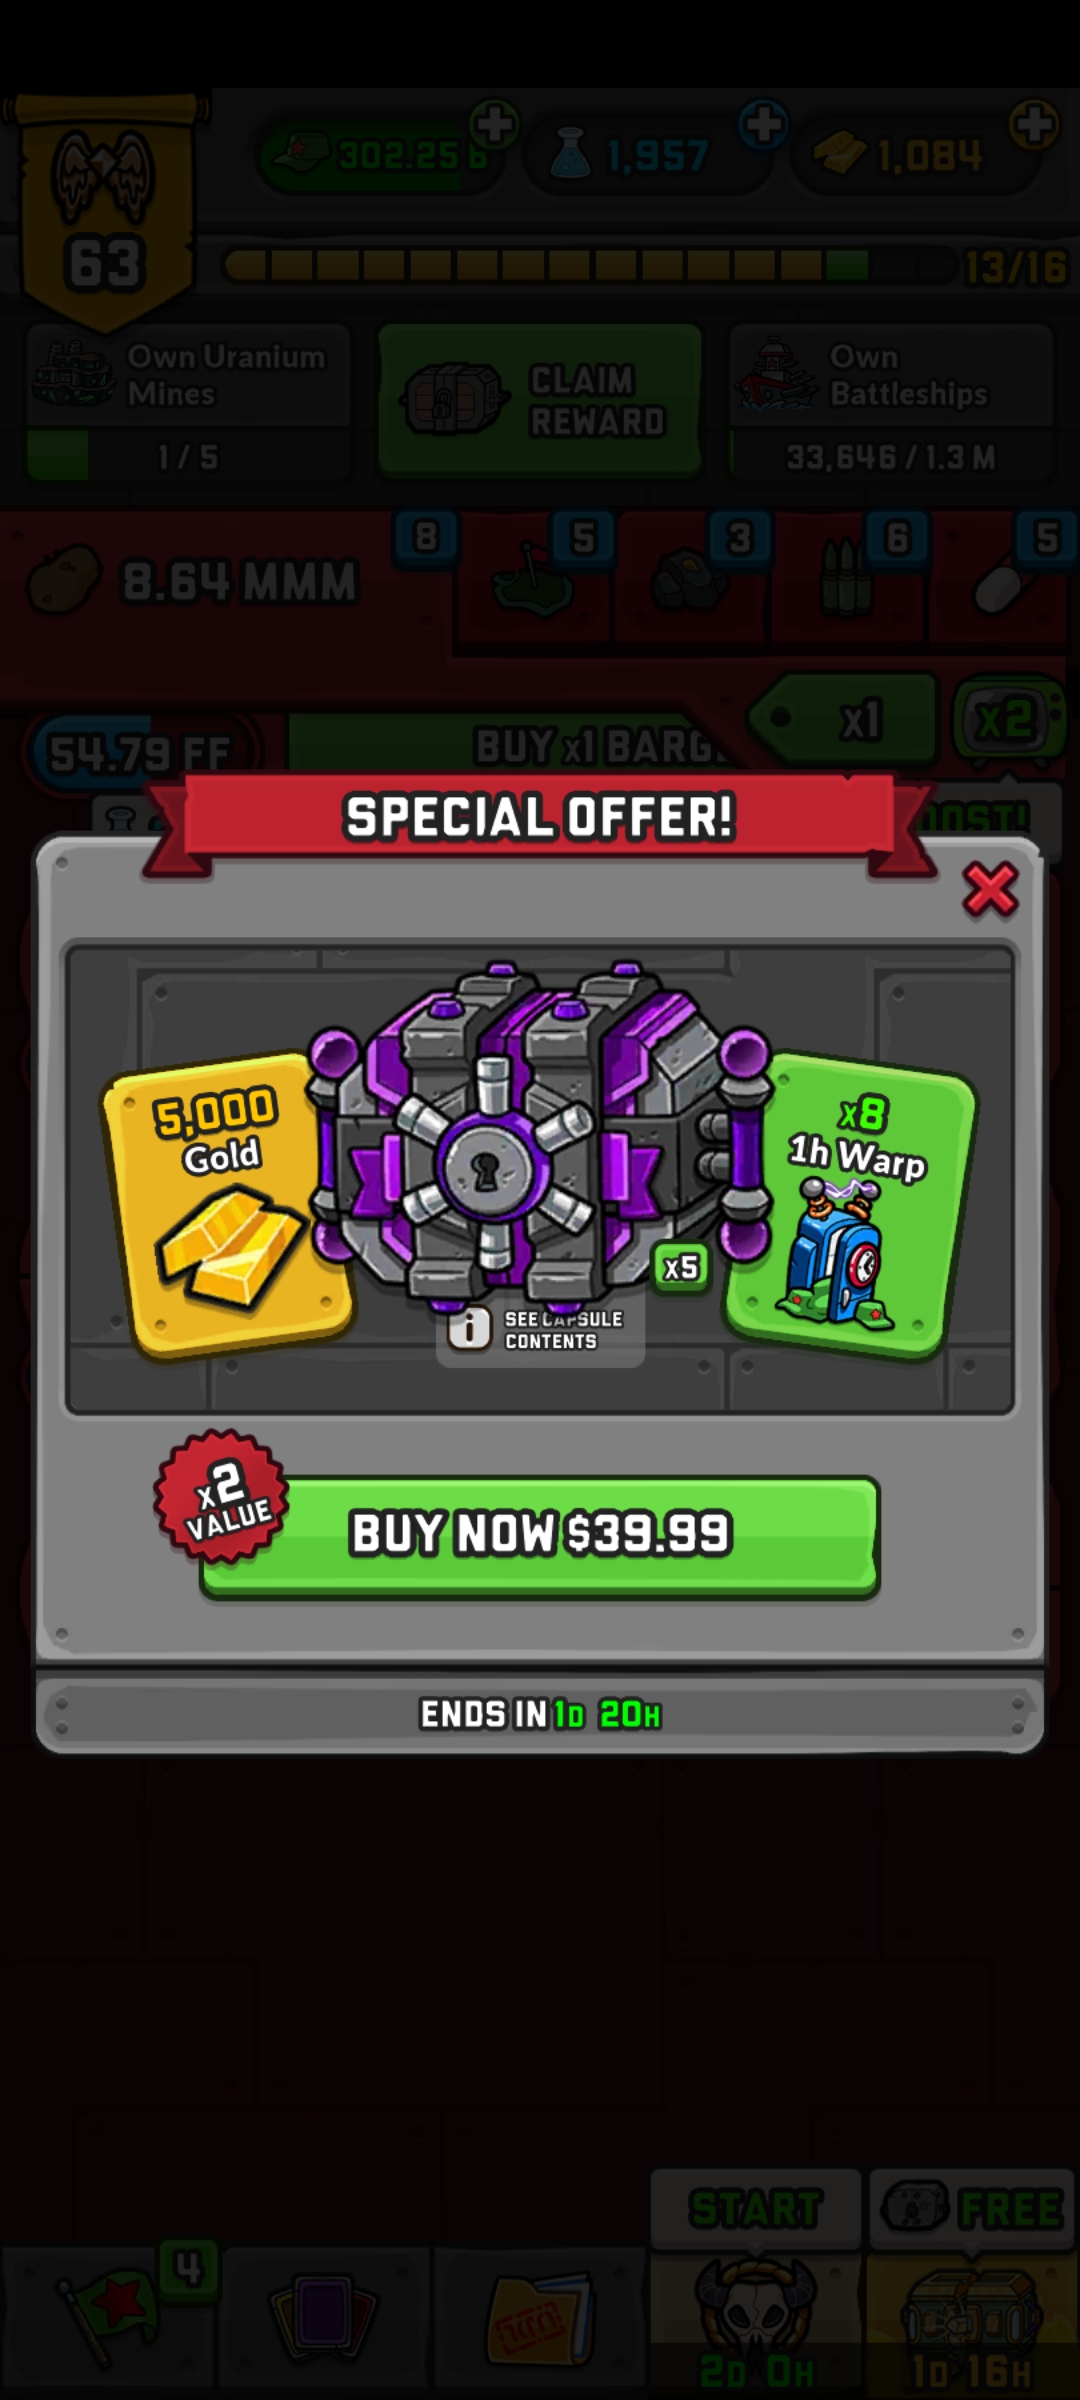 302.25 B
1,957
1,084
63
13/16
Own Uranium
Mines
1 / 5
CLAIM
REWARD
Own
Battleships
33,646 / 1.3 M
8.64 MMM
8
5
3
6
5
54.79 FF
BUY x1 BARG
x1
x2
SPECIAL OFFER!
5,000
Gold
x8
1h Warp
x5
i
SEE CAPSULE
CONTENTS
x2
VALUE
BUY NOW $39.99
ENDS IN 1D 20H
START
FREE
4
2D 0H
1D 16H